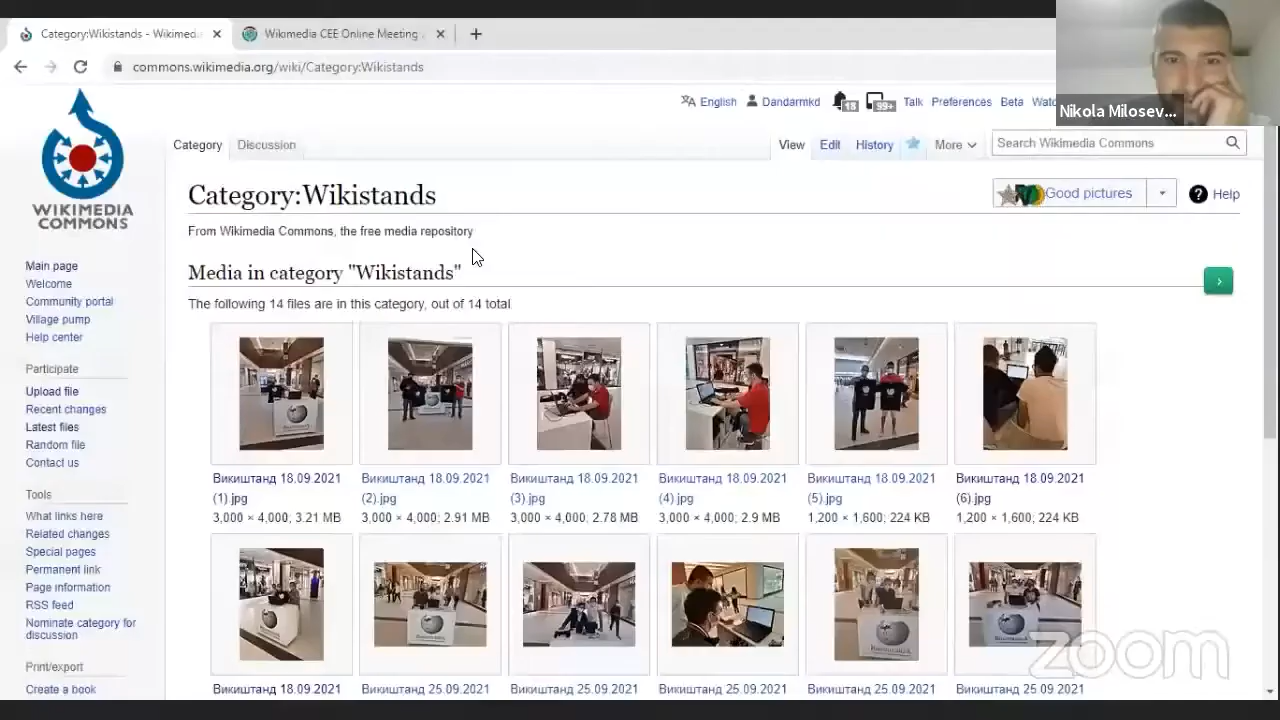 Category:Wikistands - Wikimed
Wikimedia CEE Online Meeting
commons.wikimedia.org/wiki/Category:Wikistands
Nikola Milosev...
English
Dandarmkd
18
99+
Talk
Preferences
Beta
Watc
WIKIMEDIA
COMMONS
Category
Discussion
View
Edit
History
More
Search Wikimedia Commons
Category:Wikistands
Good pictures
Help
From Wikimedia Commons, the free media repository
Media in category "Wikistands"
The following 14 files are in this category, out of 14 total
Main page
Welcome
Community portal
Village pump
Help center
Participate
Upload file
Recent changes
Latest files
Random file
Contact us
Tools
What links here
Related changes
Special pages
Permanent link
Page information
RSS feed
Nominate category for
discussion
Print/export
Create a book
Викиштанд 18.09.2021
(1).jpg
3,000 × 4,000; 3.21 MB
Викиштанд 18.09.2021
(2).jpg
3,000 × 4,000; 2.91 MB
Викиштанд 18.09.2021
(3).jpg
3,000 × 4,000; 2.78 MB
Викиштанд 18.09.2021
(4).jpg
3,000 × 4,000; 2.9 MB
Викиштанд 18.09.2021
(5).jpg
1,200 × 1,600; 224 KB
Викиштанд 18.09.2021
(6).jpg
1,200 × 1,600; 224 KB
Викиштанд 18.09.2021
Викиштанд 25.09.2021
Викиштанд 25.09.2021
Викиштанд 25.09.2021
Викиштанд 25.09.2021
Викиштанд 25.09.2021
zoom